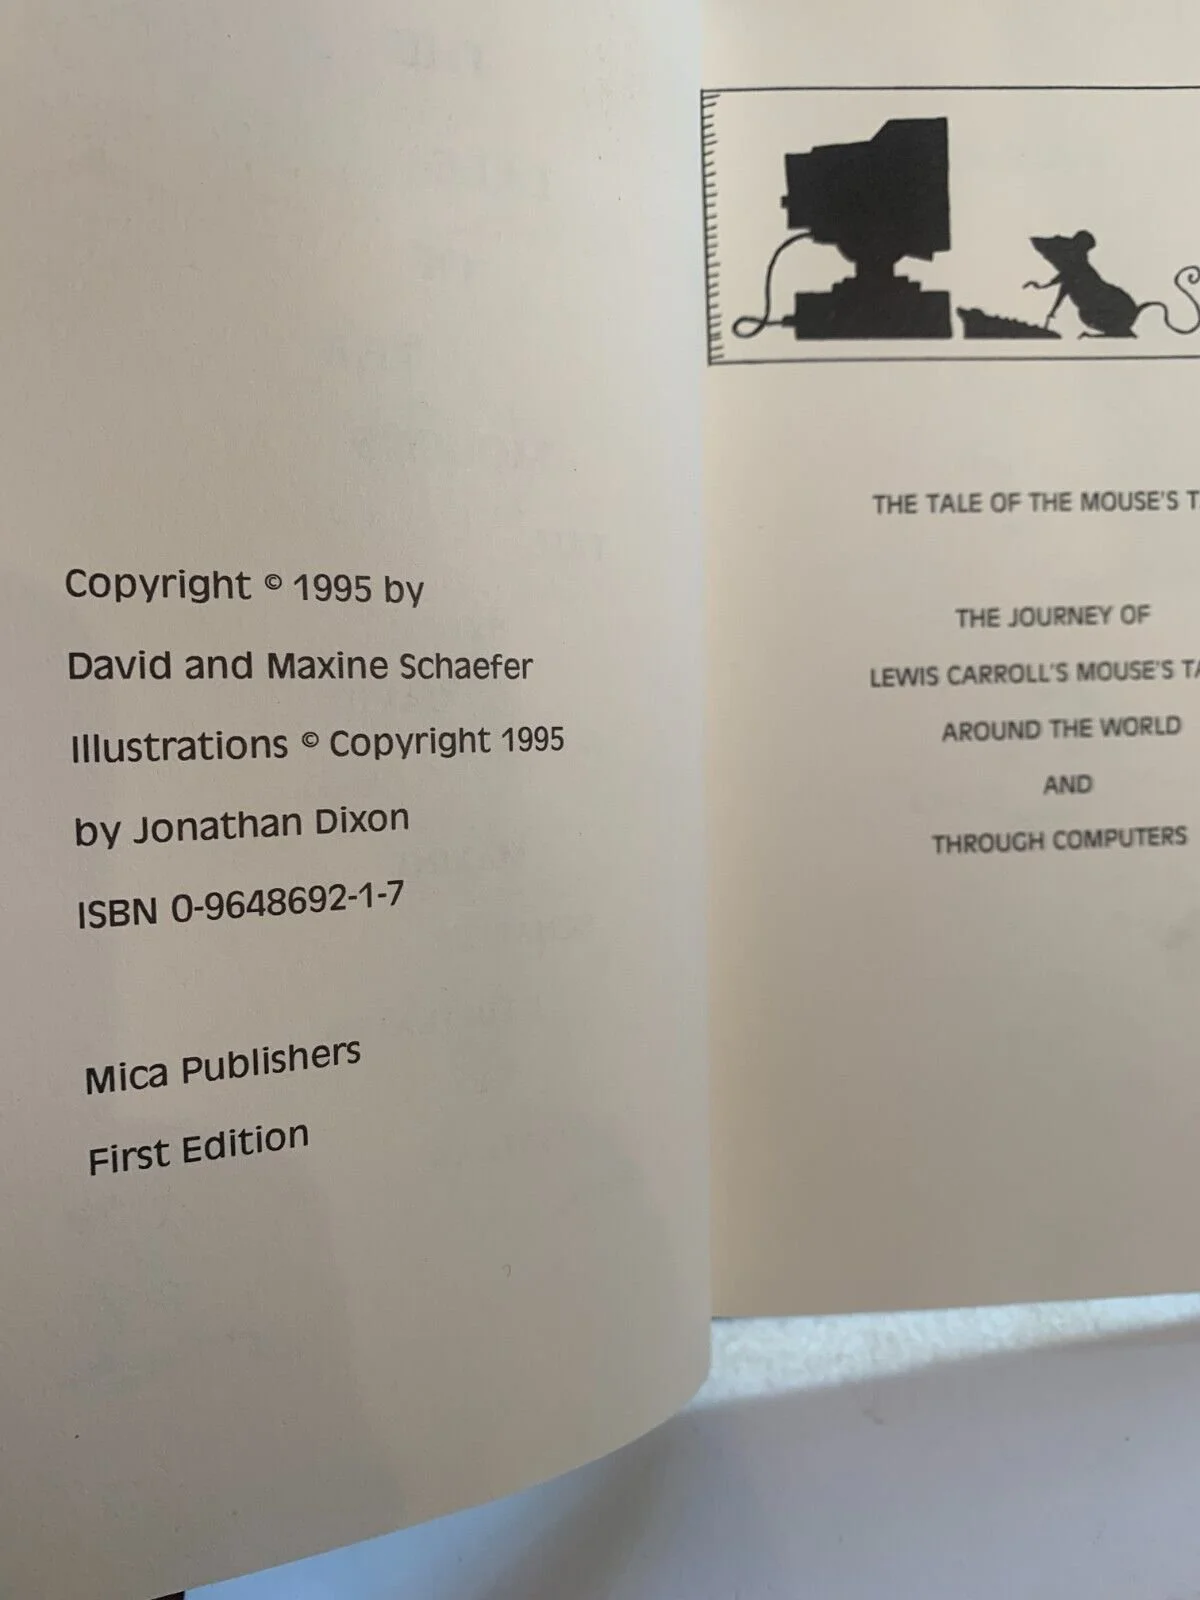 Copyright © 1995 by
David and Maxine Schaefer
Illustrations © Copyright 1995
by Jonathan Dixon
ISBN 0-9648692-1-7
Mica Publishers
First Edition
THE TALE OF THE MOUSE'S
THE JOURNEY OF
LEWIS CARROLL'S MOUSE'S
AROUND THE WORLD
AND
THROUGH COMPUTERS